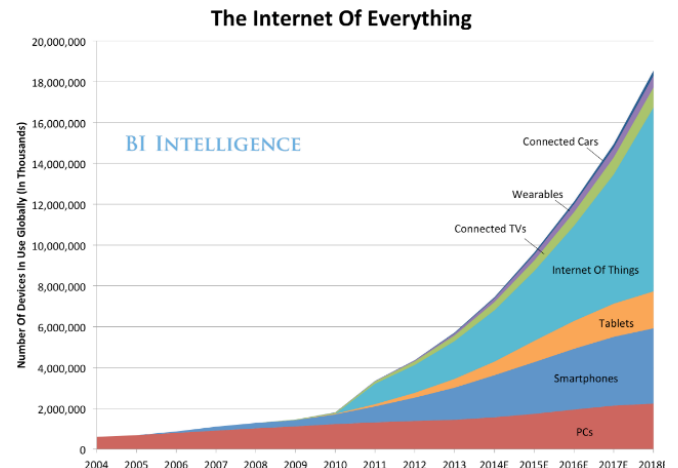 The Internet Of Everything
Number Of Devices In Use Globally (In Thousands)
20,000,000
18,000,000
16,000,000
14,000,000
12,000,000
10,000,000
8,000,000
6,000,000
4,000,000
2,000,000
0
BI INTELLIGENCE
Connected Cars
Wearables
Connected TVs
Internet Of Things
Tablets
Smartphones
PCs
2004 2005 2006 2007 2008 2009 2010 2011 2012 2013 2014E 2015E 2016E 2017E 2018